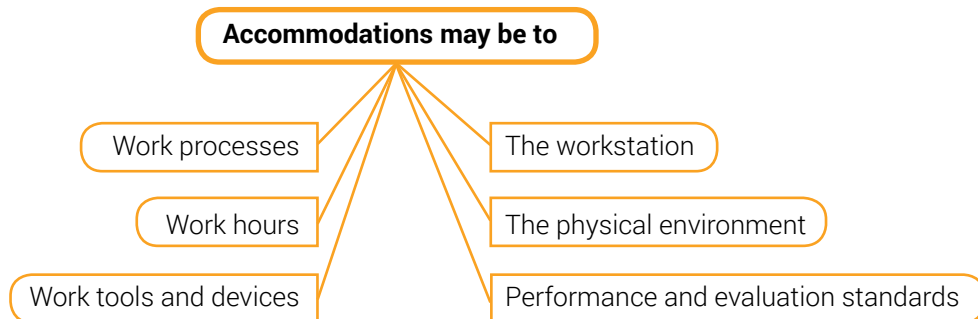 Accommodations may be to
Work processes
The workstation
Work hours
The physical environment
Work tools and devices
Performance and evaluation standards